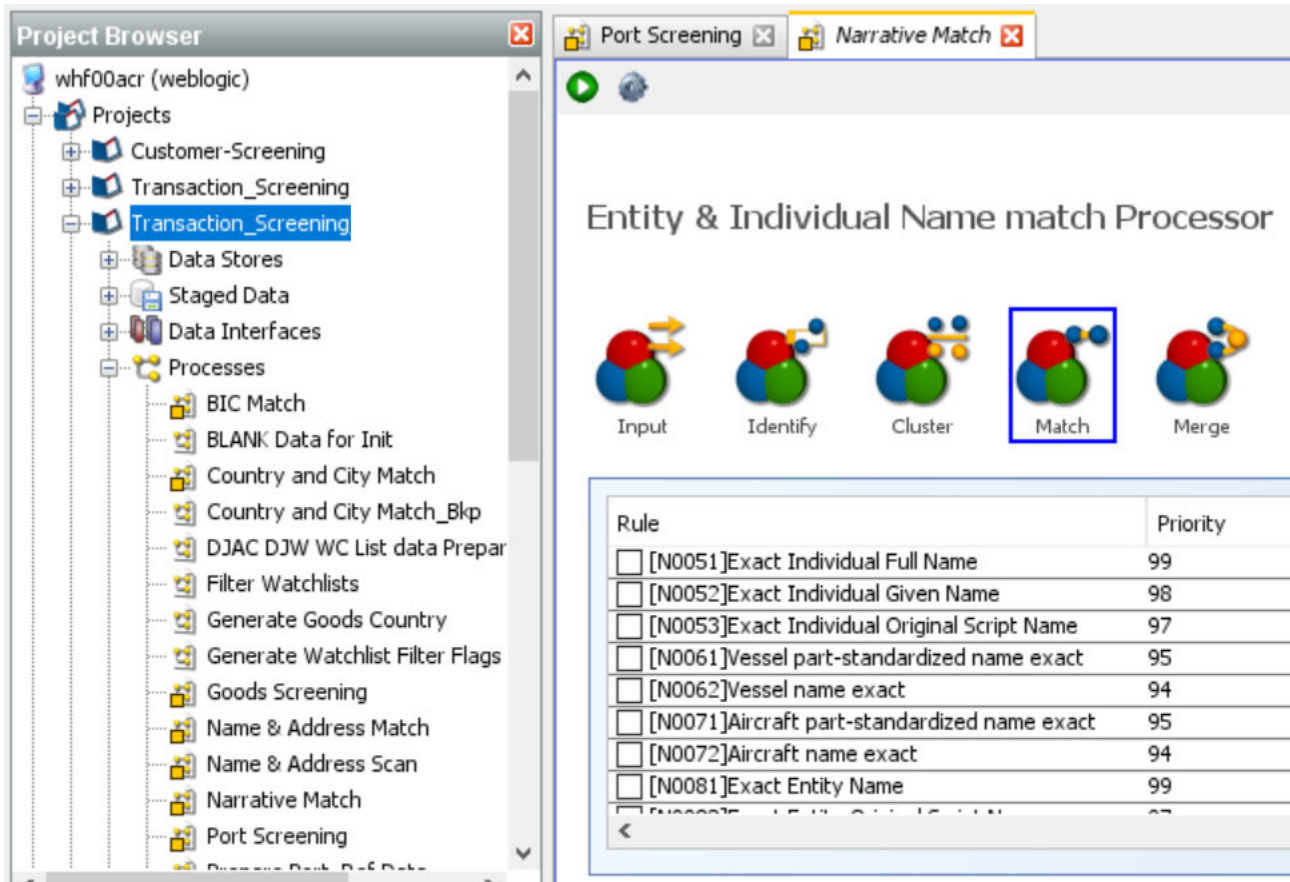 Project Browser
whf00acr (weblogic)
Projects
Customer-Screening
Transaction_Screening
Transaction_Screening
Data Stores
Staged Data
Data Interfaces
Processes
BIC Match
BLANK Data for Init
Country and City Match
Country and City Match_Bkp
DJAC DJW WC List data Prepar
Filter Watchlists
Generate Goods Country
Generate Watchlist Filter Flags
Goods Screening
Name & Address Match
Name & Address Scan
Narrative Match
Port Screening
Port Screening Narrative Match
Entity & Individual Name match Processor
Input Identify Cluster Match Merge
Rule Priority
[N0051]Exact Individual Full Name 99
[N0052]Exact Individual Given Name 98
[N0053]Exact Individual Original Script Name 97
[N0061]Vessel part-standardized name exact 95
[N0062]Vessel name exact 94
[N0071]Aircraft part-standardized name exact 95
[N0072]Aircraft name exact 94
[N0081]Exact Entity Name 99